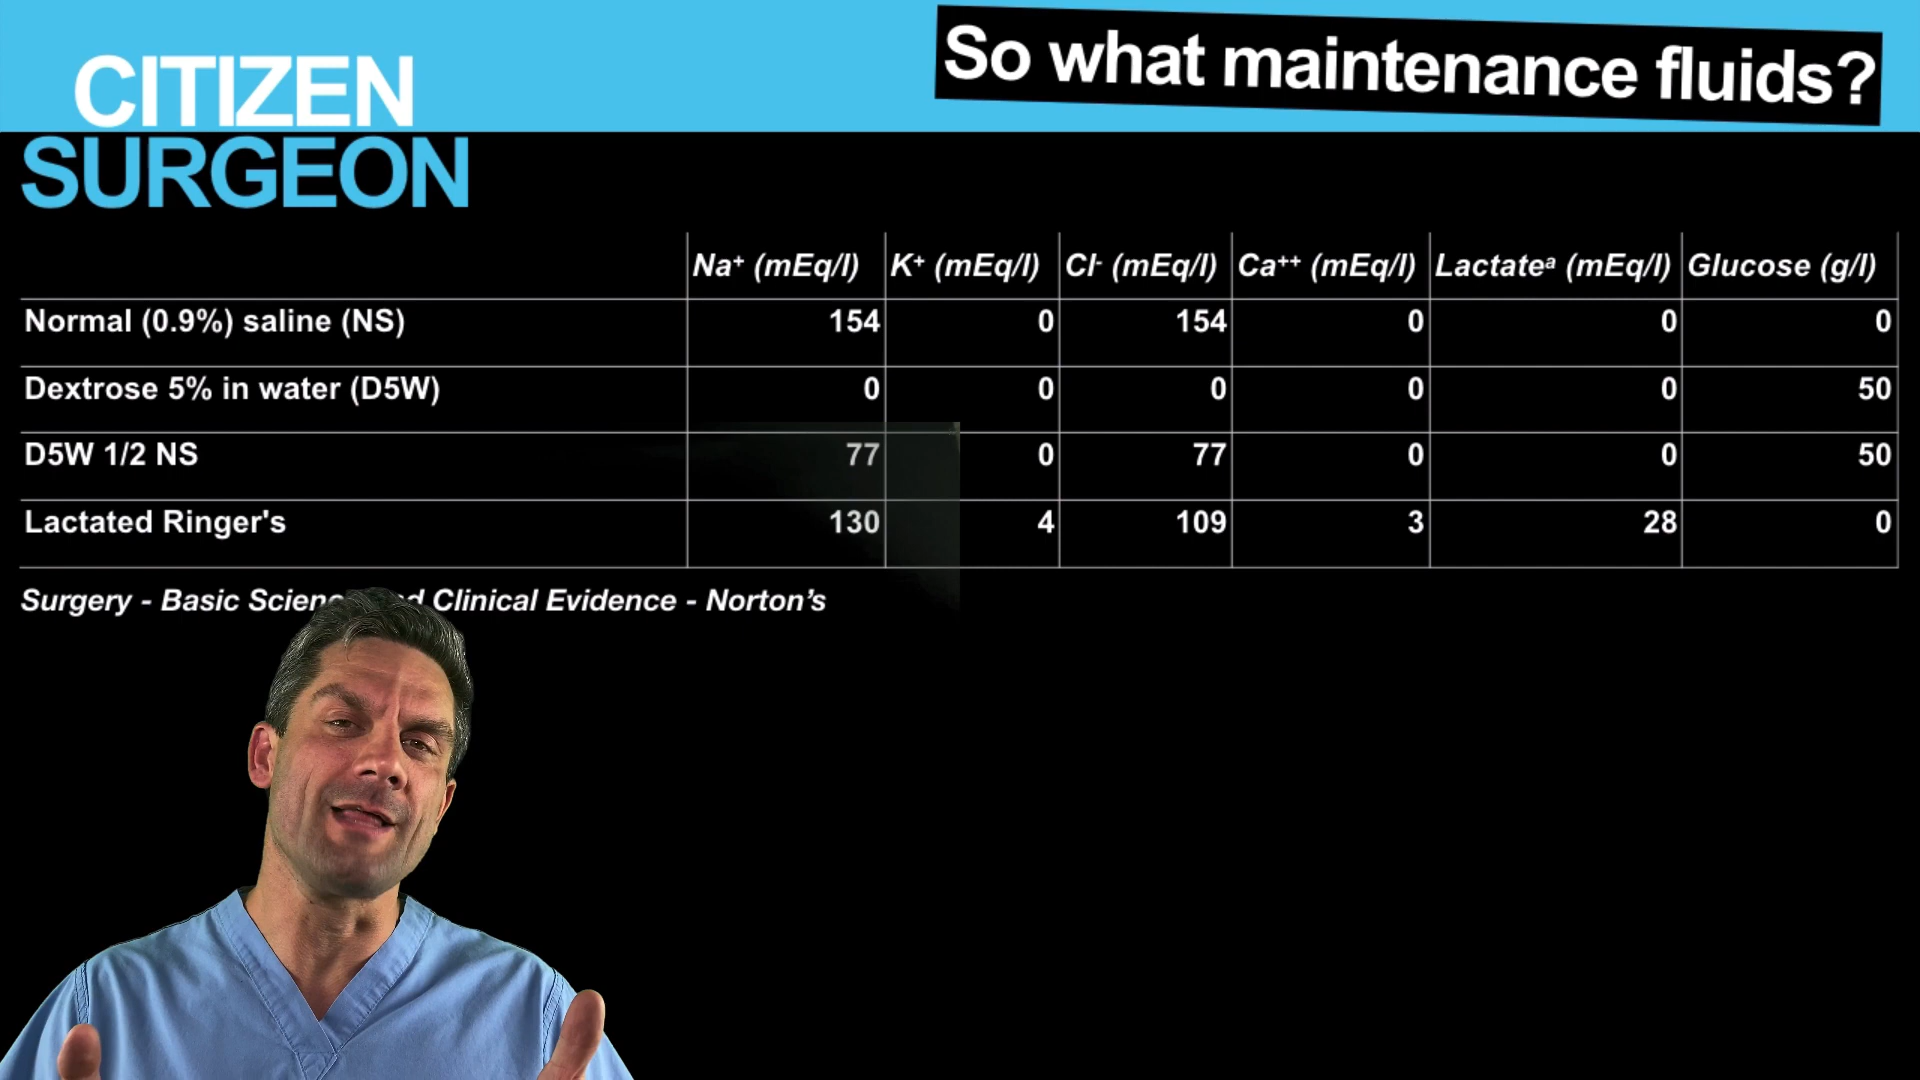 So what maintenance fluids?
CITIZEN
SURGEON
Na+ (mEq/l) K+ (mEq/l) Cl- (mEq/l) Ca++ (mEq/l) Lactateᵃ (mEq/l) Glucose (g/l)
Normal (0.9%) saline (NS) 154 0 154 0 0 0
Dextrose 5% in water (D5W) 0 0 0 0 0 50
D5W 1/2 NS 77 0 77 0 0 50
Lactated Ringer's 130 4 109 3 28 0
Surgery - Basic Clinical Evidence - Norton’s